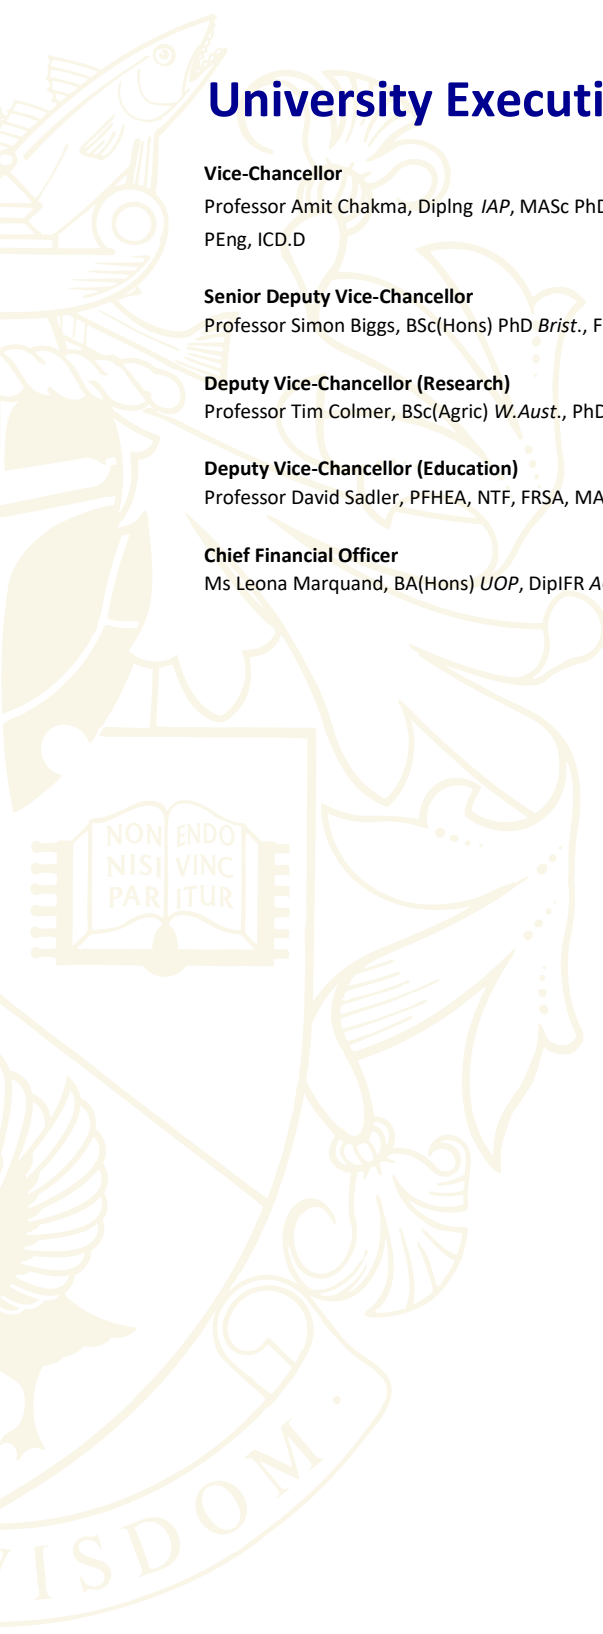 University Executi
Vice-Chancellor
Professor Amit Chakma, DipIng IAP, MASc PhD
PEng, ICD.D
Senior Deputy Vice-Chancellor
Professor Simon Biggs, BSc(Hons) PhD Brist., F
Deputy Vice-Chancellor (Research)
Professor Tim Colmer, BSc(Agric) W.Aust., PhD
Deputy Vice-Chancellor (Education)
Professor David Sadler, PFHEA, NTF, FRSA, MA
Chief Financial Officer
Ms Leona Marquand, BA(Hons) UOP, DipIFR A
NON ENDO
NISI VINC
PAR ITUR
ISDOM ·